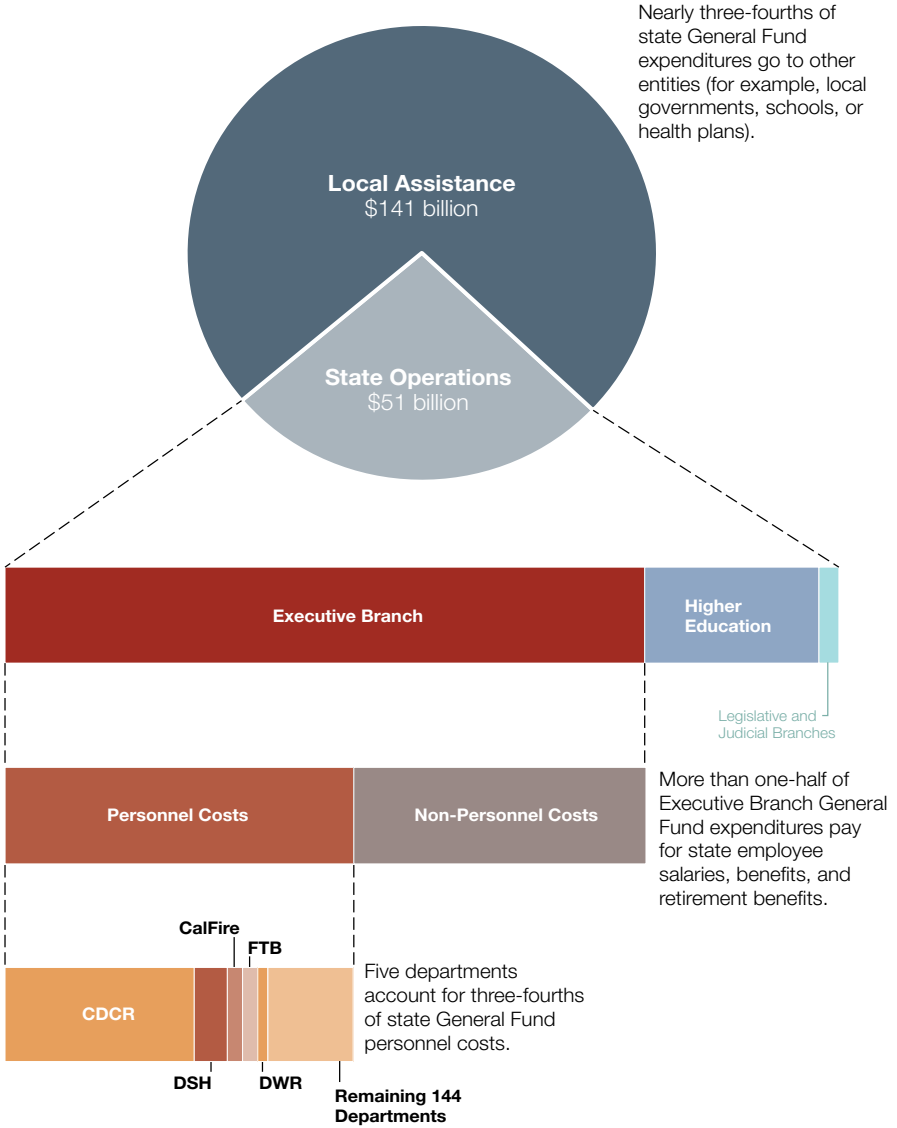 Nearly three-fourths of
state General Fund
expenditures go to other
entities (for example, local
governments, schools, or
health plans).
Local Assistance
$141 billion
State Operations
$51 billion
Executive Branch
Higher
Education
Legislative and
Judicial Branches
Personnel Costs
Non-Personnel Costs
More than one-half of
Executive Branch General
Fund expenditures pay
for state employee
salaries, benefits, and
retirement benefits.
CalFire
FTB
CDCR
Five departments
account for three-fourths
of state General Fund
personnel costs.
DSH
DWR
Remaining 144
Departments